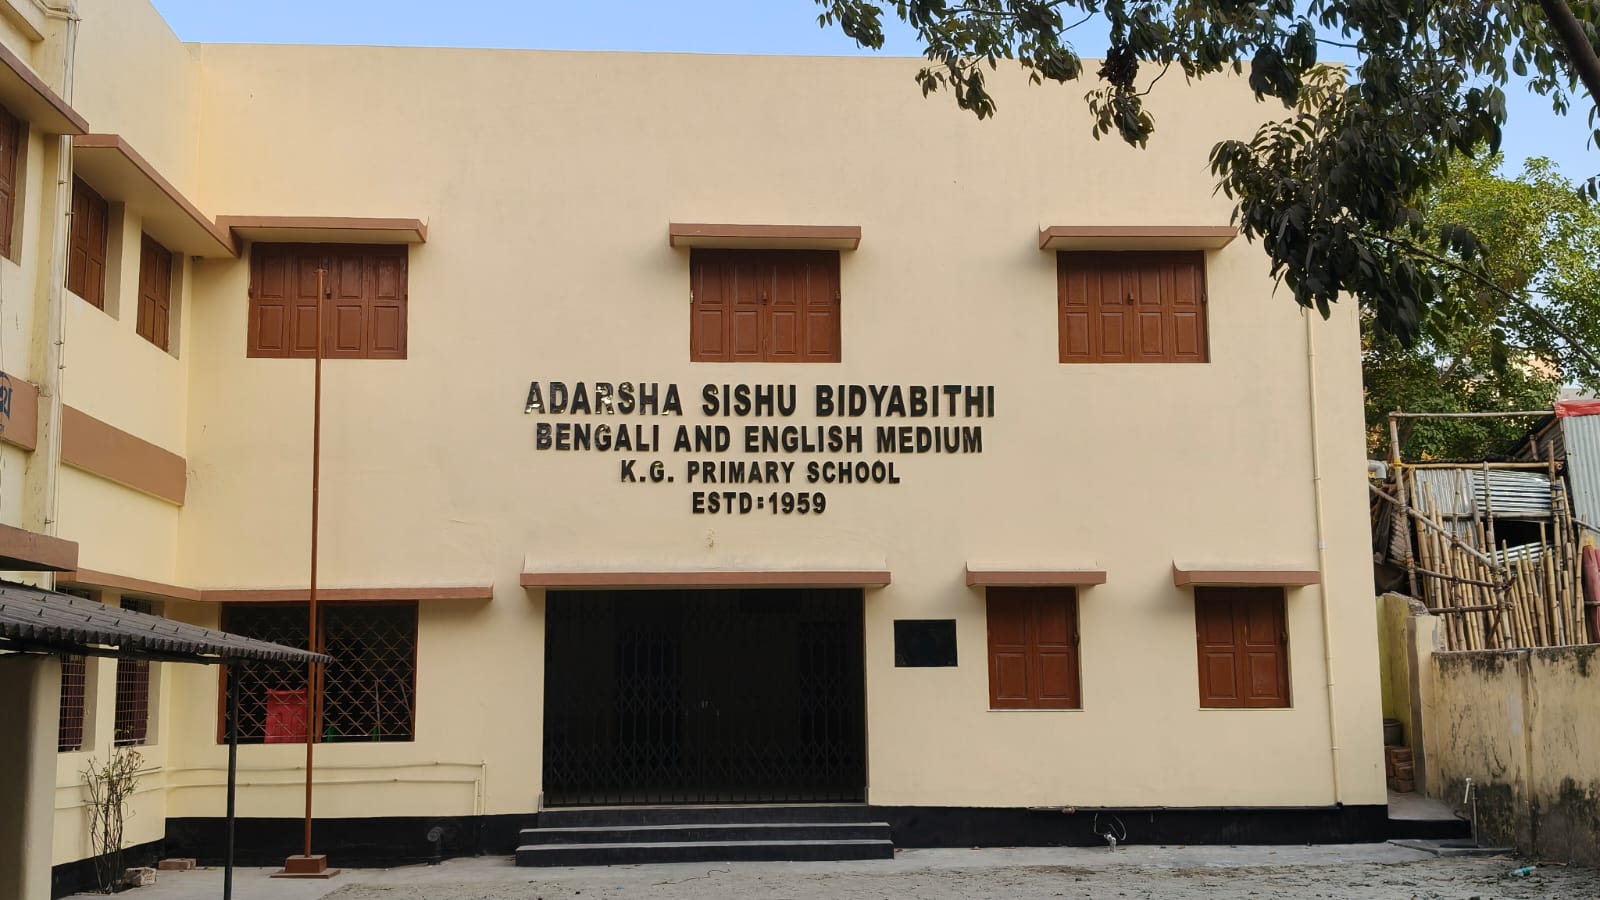 ADARSHA SISHU BIDYABITHI
BENGALI AND ENGLISH MEDIUM
K.G. PRIMARY SCHOOL
ESTD:1959